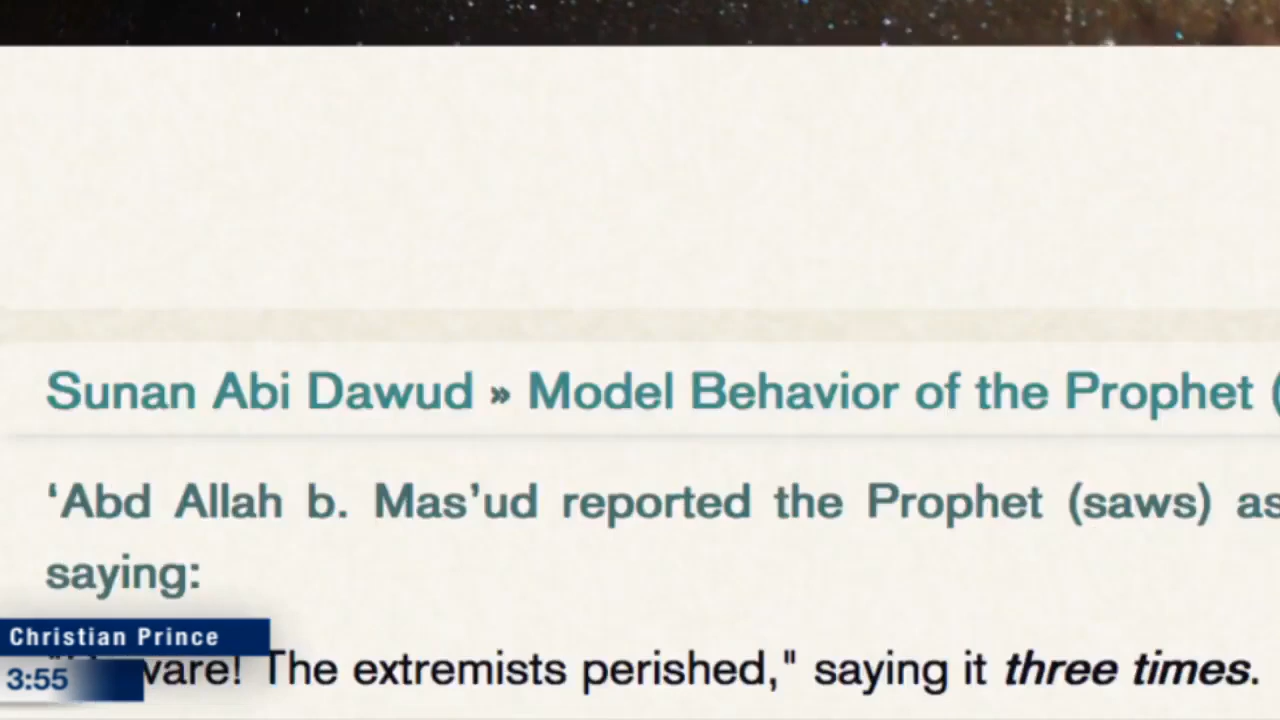 Sunan Abi Dawud » Model Behavior of the Prophet (
‘Abd Allah b. Mas’ud reported the Prophet (saws) as
saying:
Christian Prince
The extremists perished," saying it three times.
3:55